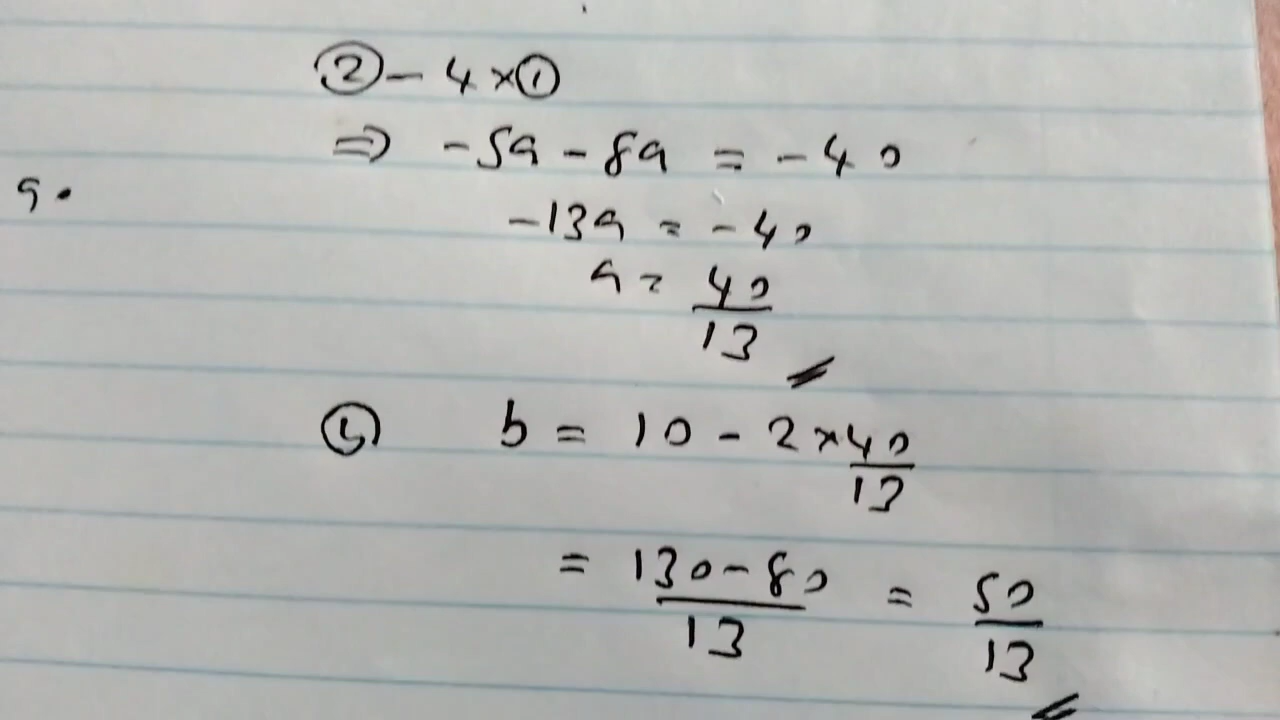 ② - 4 × ①
⇒ -5a - 8a = -40
9.
-13a = -40
a = 40/13
⑤ b = 10 - 2 × 40/13
= 130 - 80/13 = 50/13